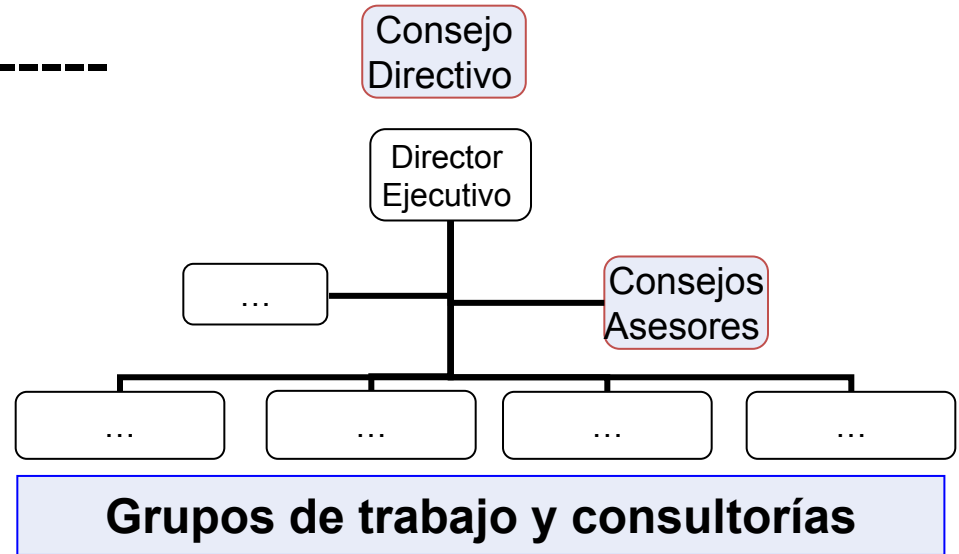 Consejo
Directivo
Director
Ejecutivo
...
Consejos
Asesores
... ... ... ...
Grupos de trabajo y consultorías